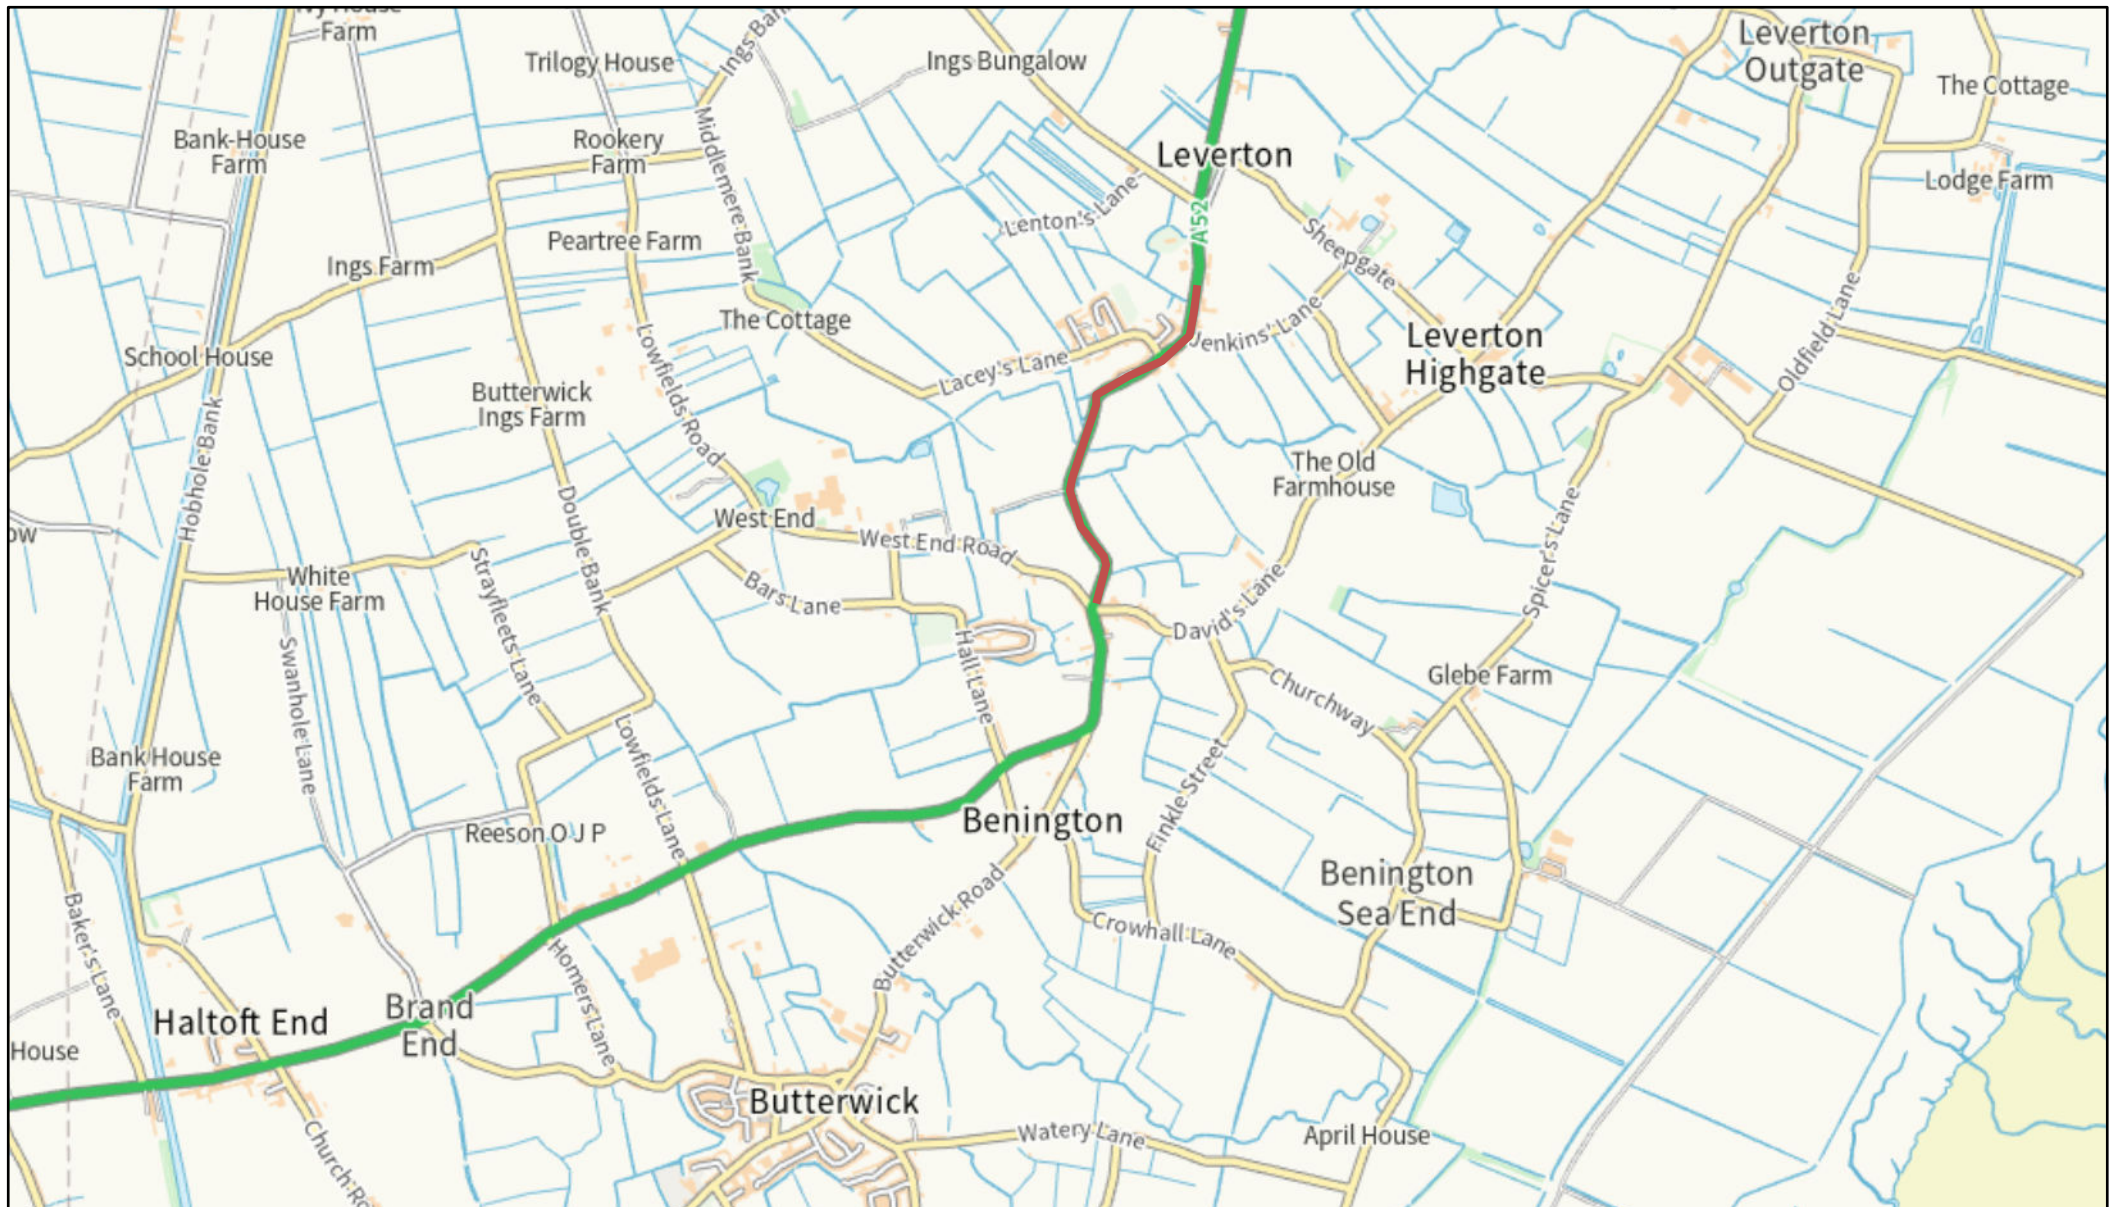 Farm
Trilogy House
Ings Bungalow
Leverton
Outgate
The Cottage
Bank-House
Farm
Rookery
Farm
Middlemere Bank
Leverton
Lodge Farm
Lenton's Lane
A52
Peartree Farm
Sheepgate
Ings Farm
The Cottage
Jenkins' Lane
Oldfield Lane
School House
Lowfields Road
Lacey's Lane
Leverton
Highgate
Butterwick
Ings Farm
Hobhole Bank
The Old
Farmhouse
Double Bank
West End
West End Road
Spicer's Lane
White
House Farm
Strayfleets Lane
Bars Lane
David's Lane
Swanhole Lane
Hall Lane
Glebe Farm
Churchway
Bank House
Farm
Lowfields Lane
Finkle Street
Benington
Reeson O J P
Benington
Sea End
Baker's Lane
Butterwick Road
Crowhall Lane
Homers Lane
Haltoft End
Brand
End
House
Butterwick
Watery Lane
April House
Church